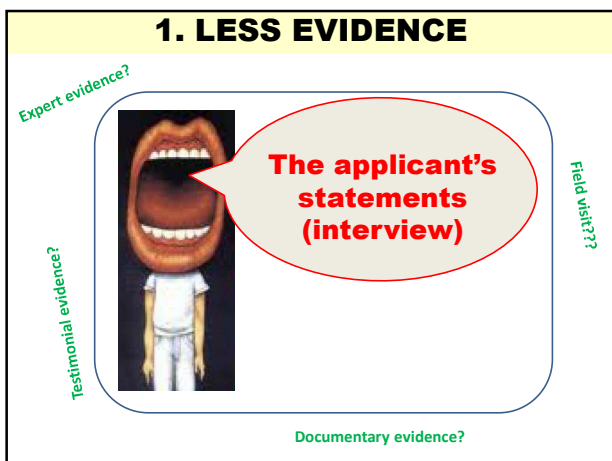 1. LESS EVIDENCE
Expert evidence?
The applicant’s
statements
(interview)
Field visit???
Testimonial evidence?
Documentary evidence?